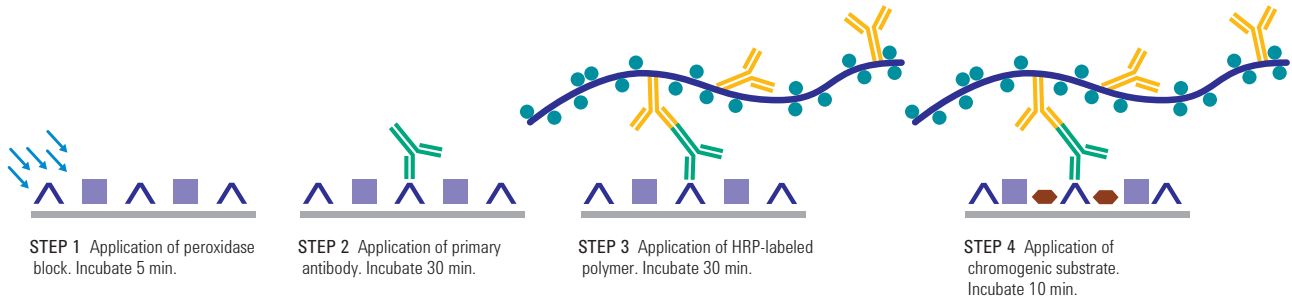 STEP 1 Application of peroxidase
block. Incubate 5 min.
STEP 2 Application of primary
antibody. Incubate 30 min.
STEP 3 Application of HRP-labeled
polymer. Incubate 30 min.
STEP 4 Application of
chromogenic substrate.
Incubate 10 min.